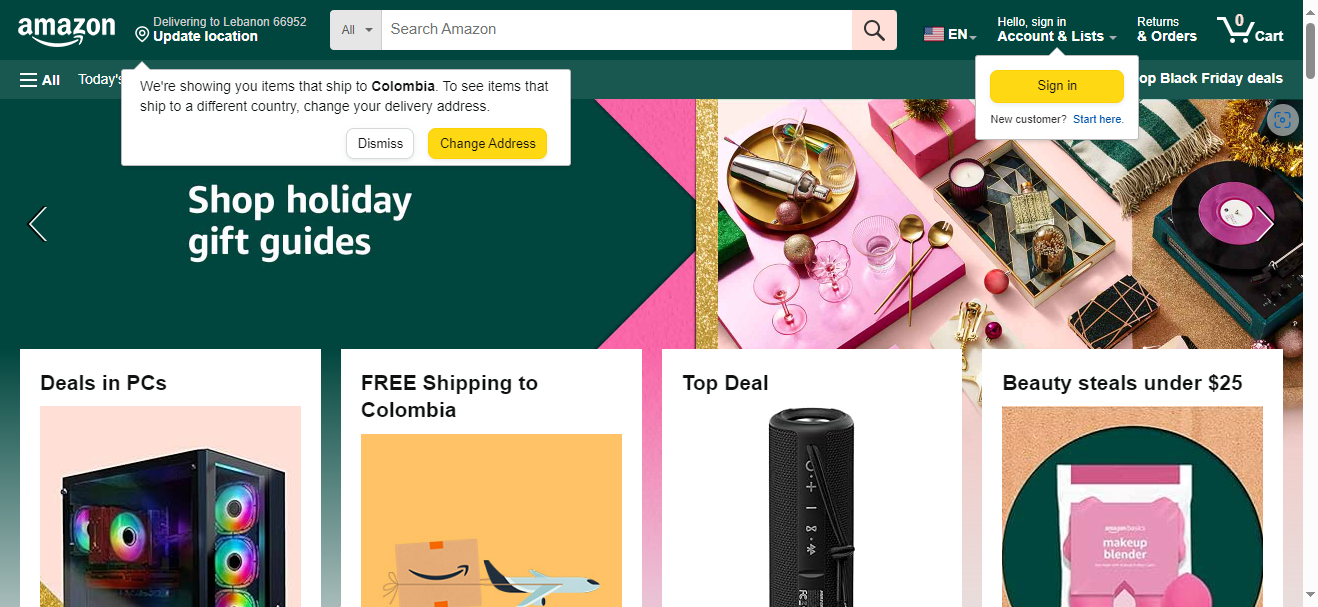 amazon
Delivering to Lebanon 66952
Update location
All
Search Amazon
EN
Hello, sign in
Account & Lists
Returns
& Orders
0
Cart
All
Today's
op Black Friday deals
We're showing you items that ship to Colombia. To see items that
ship to a different country, change your delivery address.
Dismiss
Change Address
Sign in
New customer? Start here.
Shop holiday
gift guides
Deals in PCs
FREE Shipping to
Colombia
Top Deal
Beauty steals under $25
amazonbasics
makeup
blender